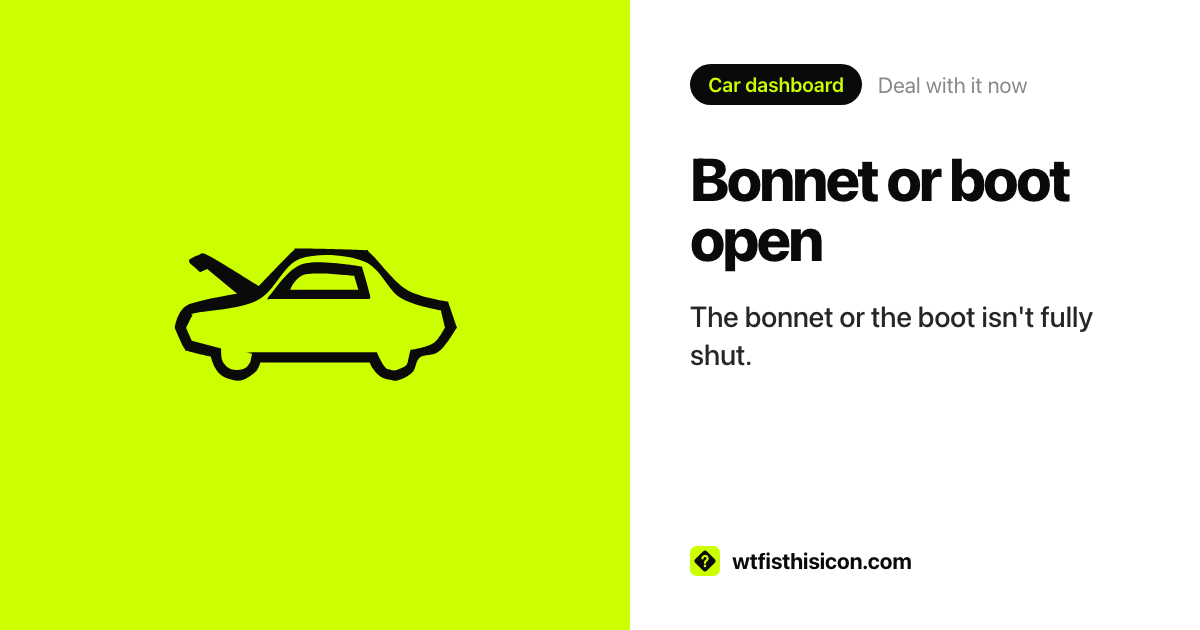 Car dashboard
Deal with it now
Bonnet or boot
open
The bonnet or the boot isn't fully
shut.
?
wtfisthisicon.com